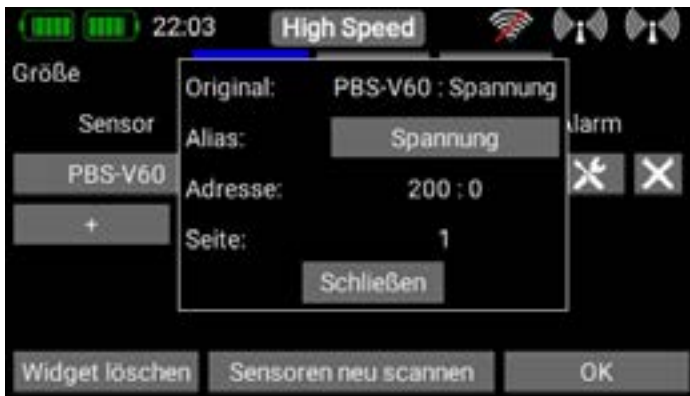 22:03 High Speed
Größe
Original: PBS-V60 : Spannung
Sensor
Alias: Spannung
PBS-V60
Adresse: 200 : 0
+
Seite: 1
Schließen
Widget löschen Sensoren neu scannen OK